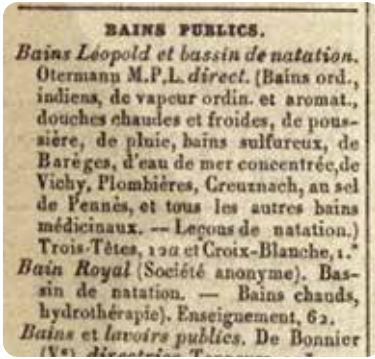 BAINS PUBLICS.
Bains Léopold et bassin de natation.
Otermann M.P.L. direct. (Bains ord.,
indiens, de vapeur ordin. et aromat.,
douches chaudes et froides, de pous-
sière, de pluie, bains sulfureux, de
Barèges, d'eau de mer concentrée, de
Vichy, Plombières, Creuznach, au sel
de Pennès, et tous les autres bains
médicinaux. — Leçons de natation.)
Trois-Têtes, 12a et Croix-Blanche, 1.*
Bain Royal (Société anonyme). Bas-
sin de natation. — Bains chauds,
hydrothérapie). Enseignement, 62.
Bains et lavoirs publics. De Bonnier
(Ve) directrice